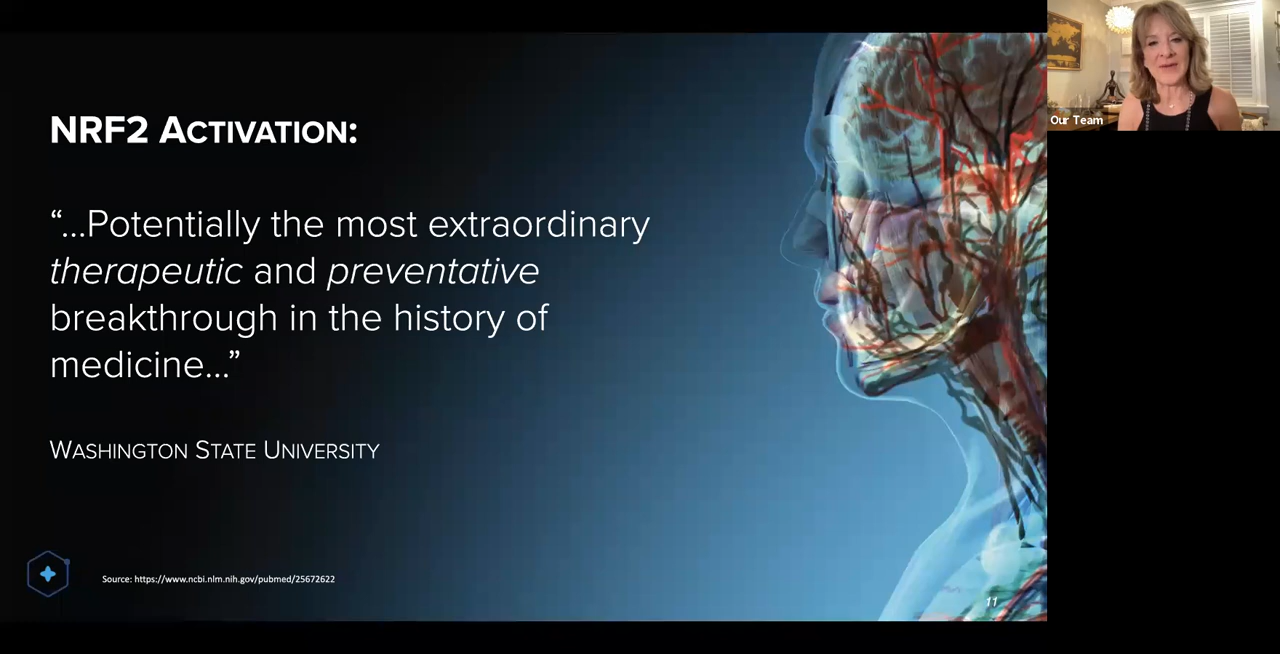 NRF2 ACTIVATION:
“...Potentially the most extraordinary
therapeutic and preventative
breakthrough in the history of
medicine...”
WASHINGTON STATE UNIVERSITY
Source: https://www.ncbi.nlm.nih.gov/pubmed/25672622
11
Our Team